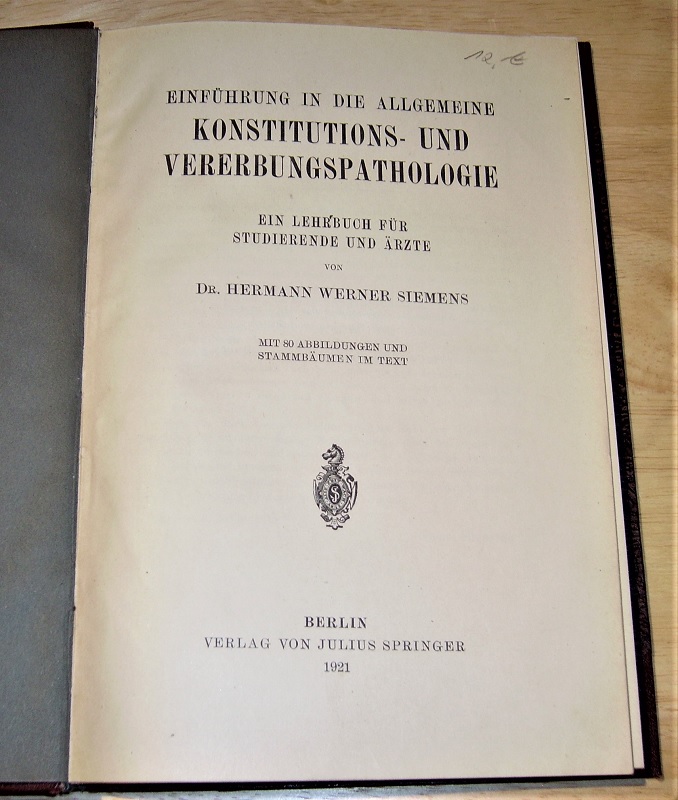 12,- €
EINFÜHRUNG IN DIE ALLGEMEINE
KONSTITUTIONS- UND
VERERBUNGSPATHOLOGIE
EIN LEHRBUCH FÜR
STUDIERENDE UND ÄRZTE
VON
DR. HERMANN WERNER SIEMENS
MIT 80 ABBILDUNGEN UND
STAMMBÄUMEN IM TEXT
BERLIN
VERLAG VON JULIUS SPRINGER
1921